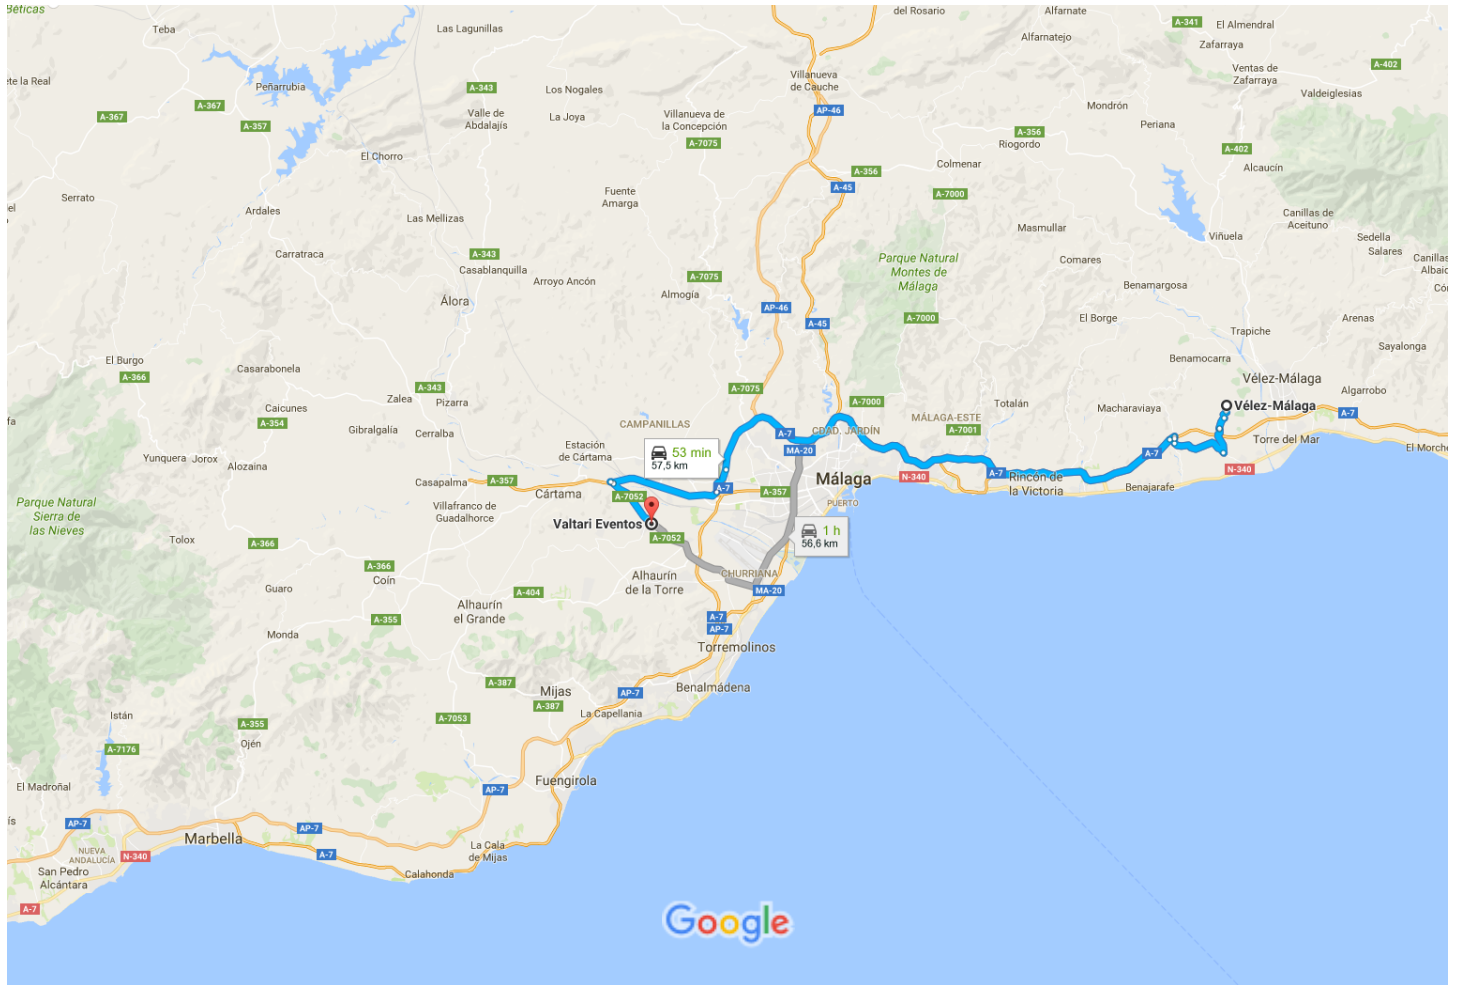 Béticas
Teba
Las Lagunillas
del Rosario
Alfarnate
A-341
El Almendral
Alfarnatejo
Zafarraya
ete la Real
Peñarrubia
A-343
Los Nogales
Villanueva
de Cauche
Ventas de
Zafarraya
A-402
Valdeiglesias
A-367
A-367
A-357
Valle de
Abdalajís
La Joya
Villanueva de
la Concepción
A-7075
AP-46
Mondrón
Periana
A-356
Riogordo
A-402
El Chorro
A-356
Colmenar
Alcaucín
A-45
A-7000
Serrato
Fuente
Amarga
Ardales
Las Mellizas
Canillas de
Aceituno
Masmullar
Viñuela
Sedella
Salares
Carratraca
A-343
Casablanquilla
Arroyo Ancón
A-7075
Parque Natural
Montes de
Málaga
Comares
Canillas
Albaic
Benamargosa
Álora
Almogía
AP-46
A-45
A-7000
El Borge
Arenas
Trapiche
Sayalonga
El Burgo
A-366
Casarabonela
Benamocarra
Vélez-Málaga
A-343
A-7075
Zalea
Pizarra
A-7000
Totalán
Macharaviaya
Algarrobo
Caicunes
A-354
Gibralgalía
Cerralba
CAMPANILLAS
MÁLAGA-ESTE
A-7001
Vélez-Málaga
A-7
A-7
CDAD. JARDÍN
MA-20
Torre del Mar
El Morche
Yunquera
Jorox
Alozaina
Estación
de Cártama
53 min
57,5 km
A-7
N-340
Casapalma
A-357
Cártama
A-7052
A-7
A-357
Málaga
N-340
A-7
Rincón de
la Victoria
Benajarafe
Parque Natural
Sierra de
las Nieves
Villafranco de
Guadalhorce
Valtari Eventos
A-7052
PUERTO
1 h
56,6 km
Tolox
A-366
A-366
Coín
Guaro
Alhaurín
de la Torre
CHURRIANA
MA-20
A-404
Alhaurín
el Grande
A-355
A-7
AP-7
Monda
Torremolinos
A-387
Mijas
AP-7
Benalmádena
A-387
La Capellania
Istán
A-355
A-7053
Ojén
A-7176
El Madroñal
AP-7
Fuengirola
AP-7
AP-7
Marbella
NUEVA
ANDALUCÍA
N-340
A-7
La Cala
de Mijas
San Pedro
Alcántara
Calahonda
A-7
Google